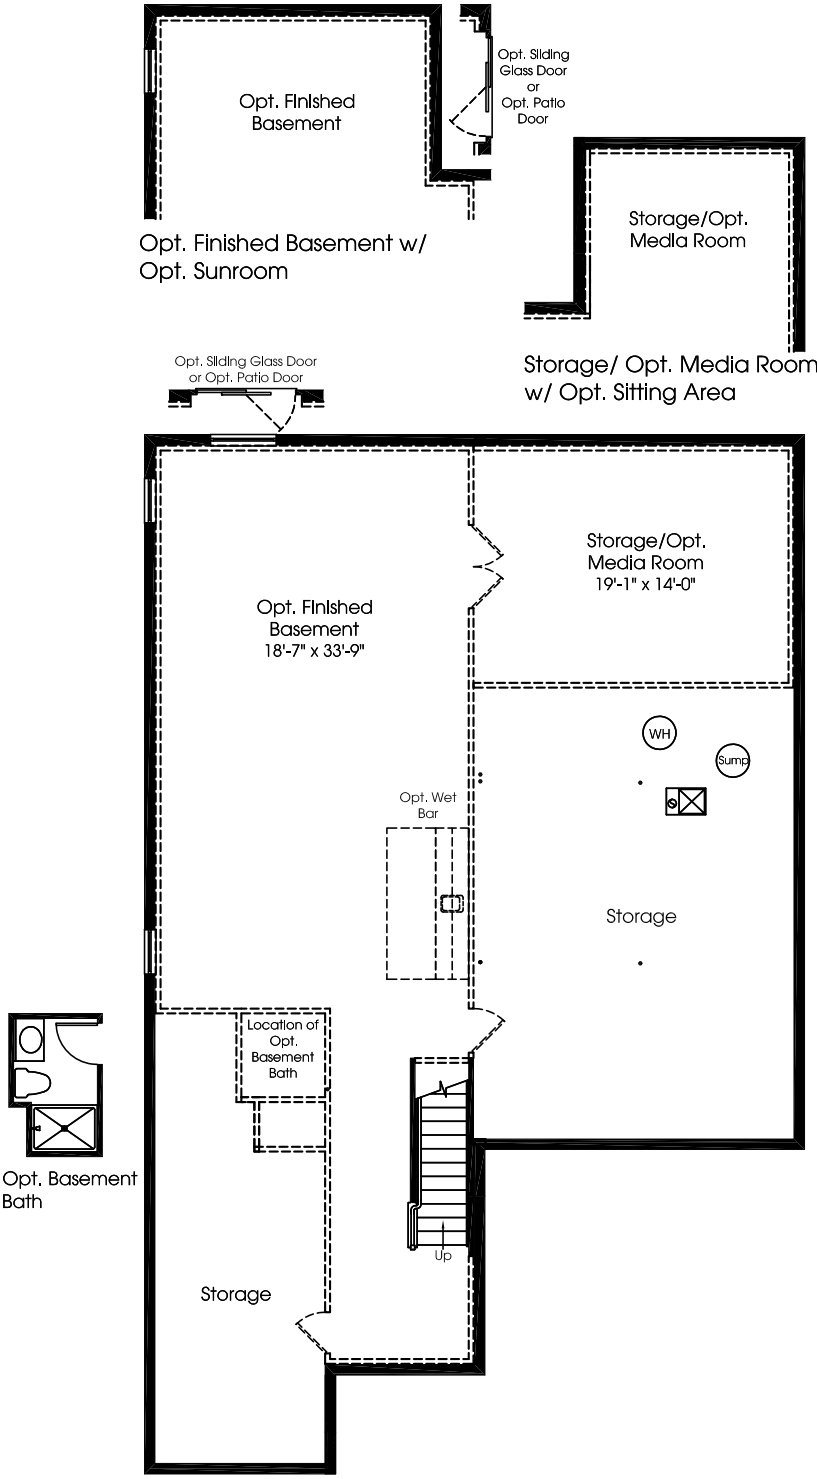 Opt. Sliding
Glass Door
or
Opt. Patio
Door
Opt. Finished
Basement
Opt. Finished Basement w/
Opt. Sunroom
Storage/Opt.
Media Room
Storage/ Opt. Media Room
w/ Opt. Sitting Area
Opt. Sliding Glass Door
or Opt. Patio Door
Storage/Opt.
Media Room
19'-1" x 14'-0"
Opt. Finished
Basement
18'-7" x 33'-9"
WH
Sump
Opt. Wet
Bar
Storage
Location of
Opt.
Basement
Bath
Opt. Basement
Bath
Up
Storage